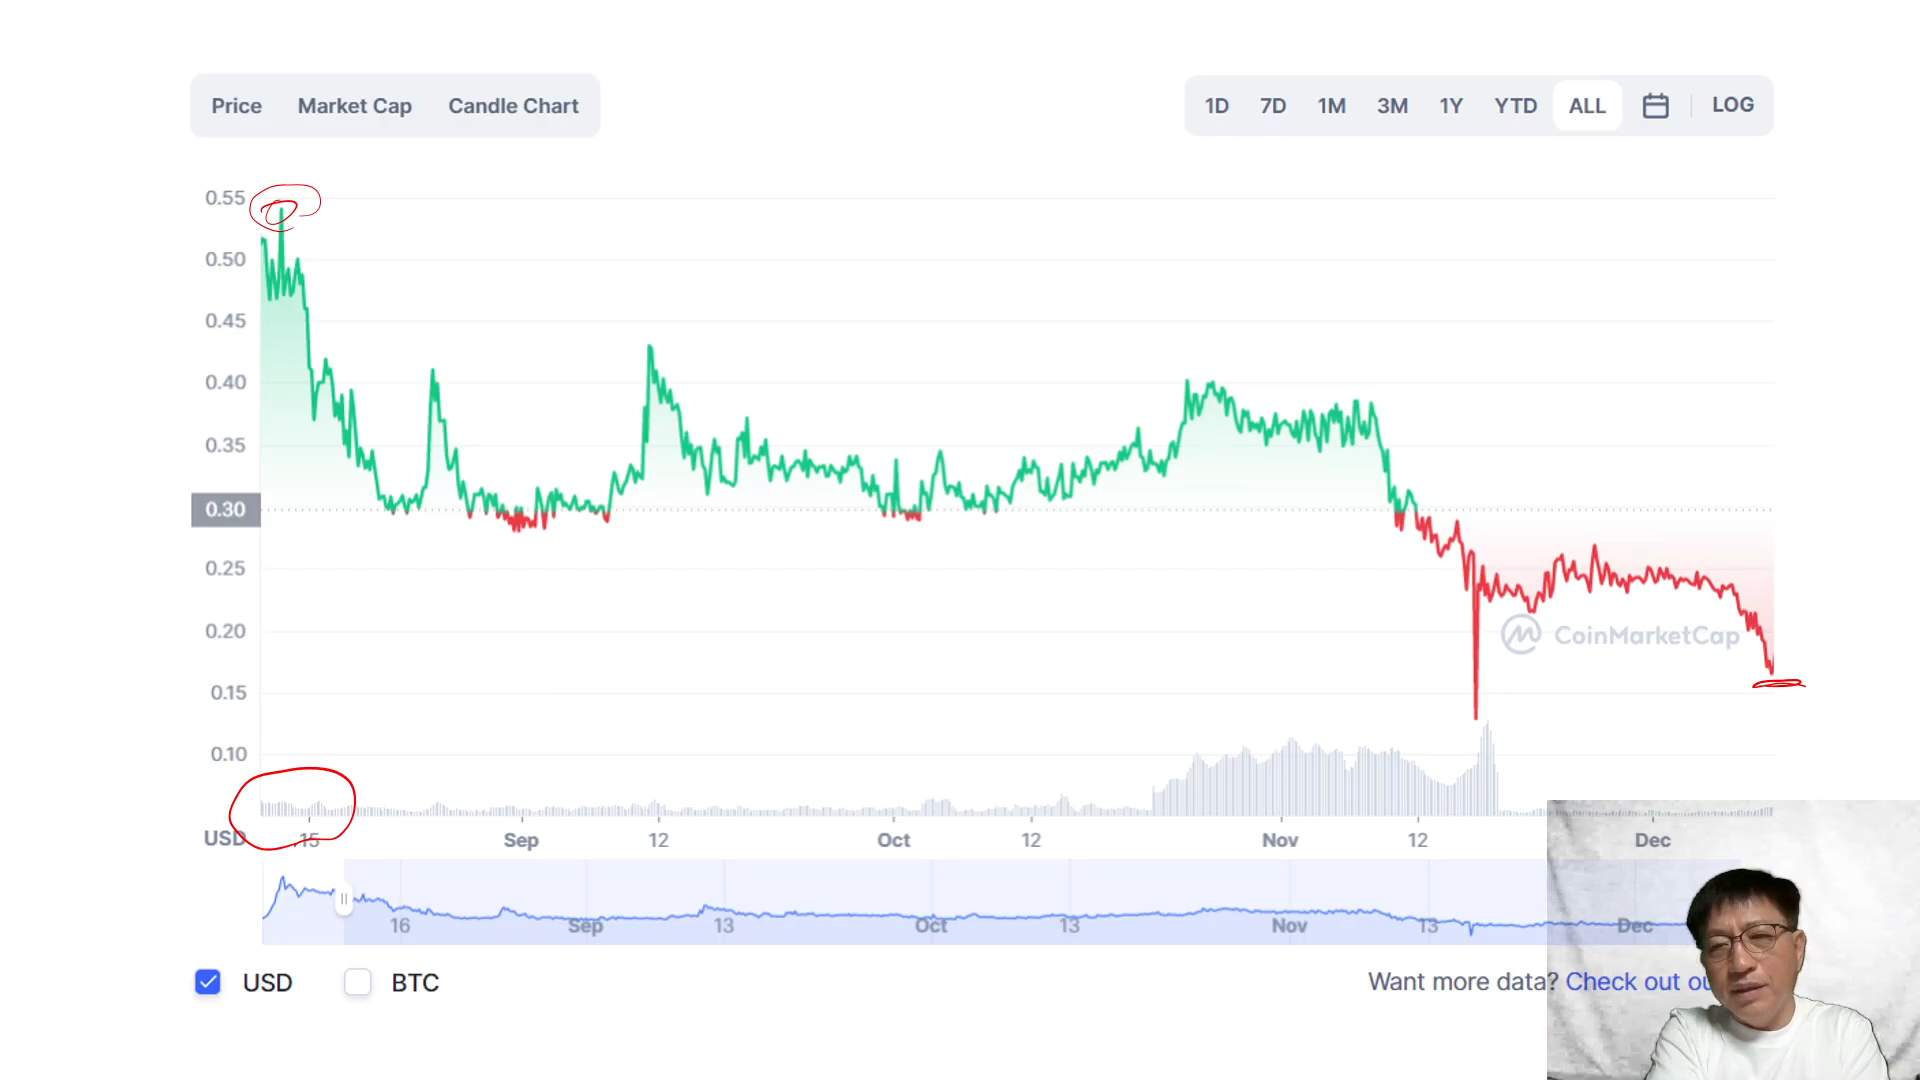 Price Market Cap Candle Chart
1D 7D 1M 3M 1Y YTD ALL LOG
0.55
0.50
0.45
0.40
0.35
0.30
0.25
0.20
CoinMarketCap
0.15
0.10
USD 15 Sep 12 Oct 12 Nov 12 Dec
16 Sep 13 Oct 13 Nov 13 Dec
USD BTC
Want more data? Check out